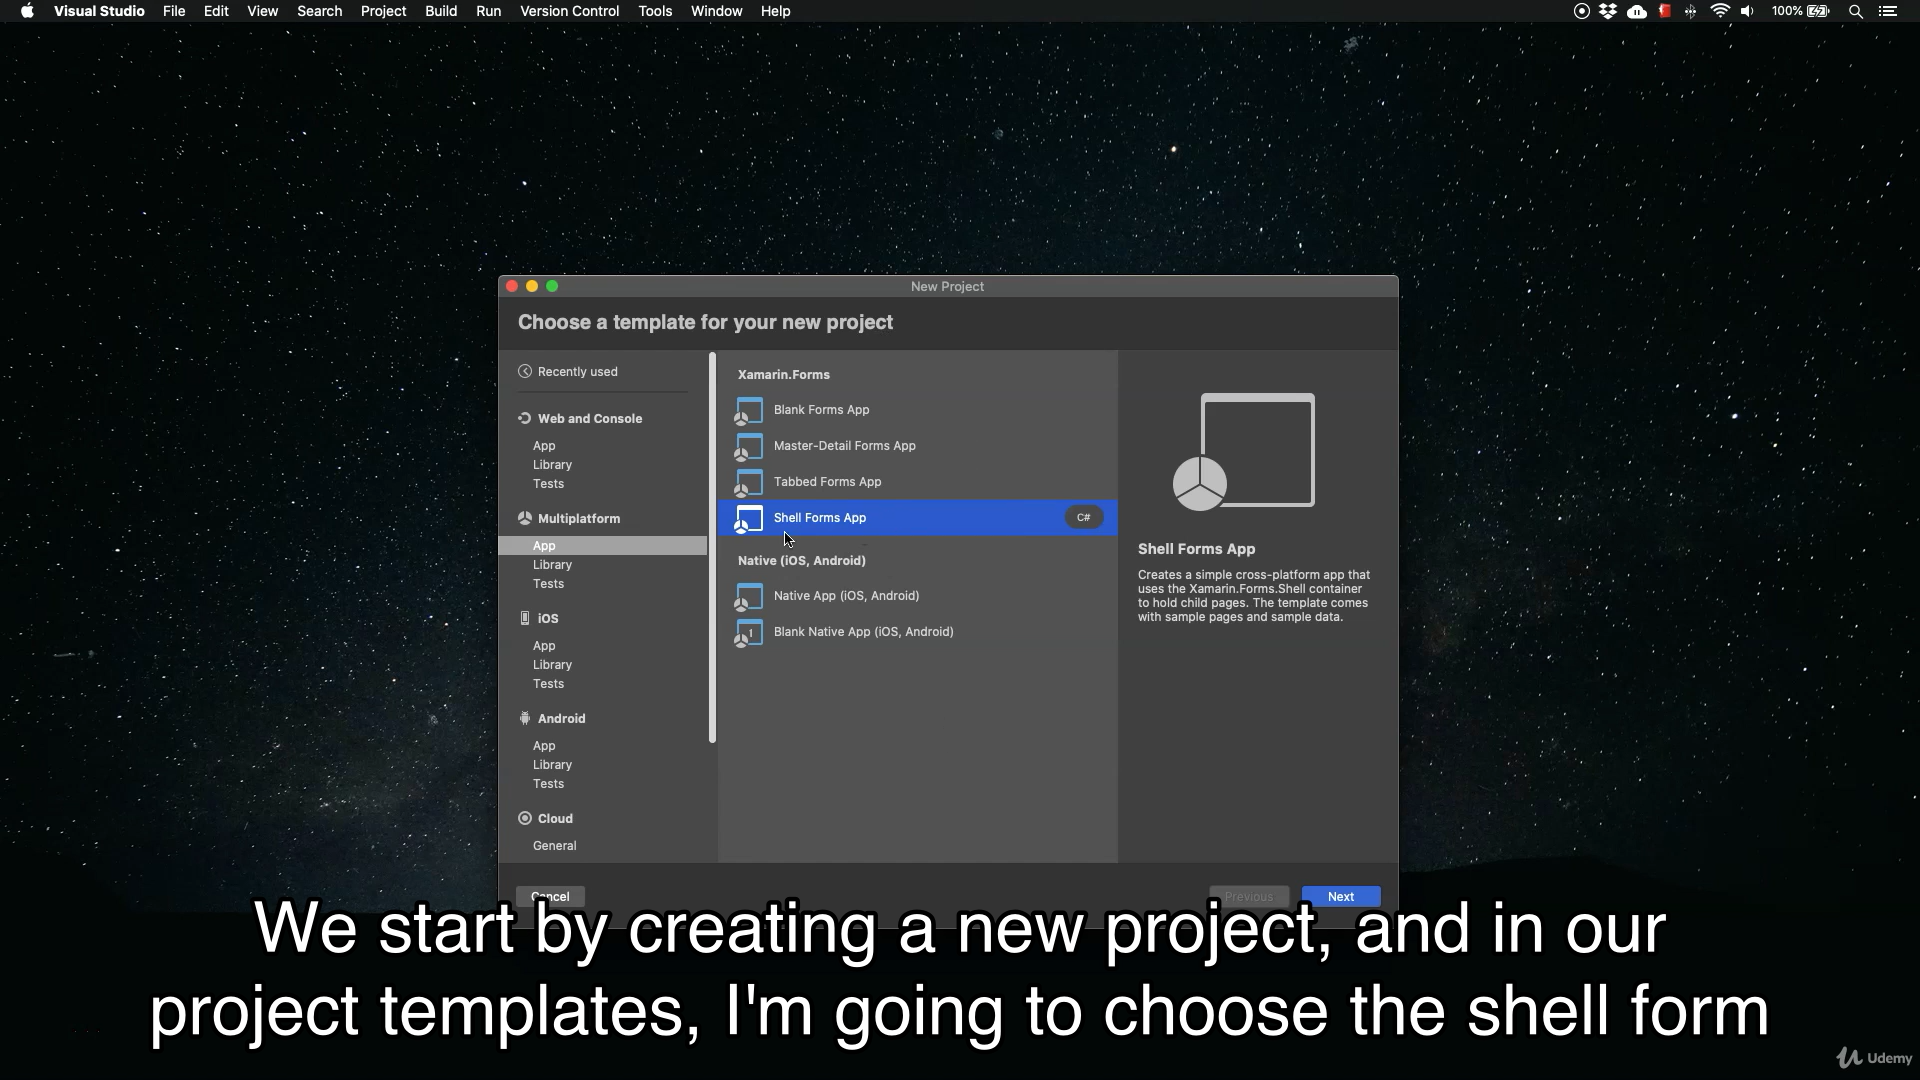 Visual Studio File Edit View Search Project Build Run Version Control Tools Window Help 100%
New Project
Choose a template for your new project
Recently used
Web and Console
App
Library
Tests
Multiplatform
App
Library
Tests
iOS
App
Library
Tests
Android
App
Library
Tests
Cloud
General
Xamarin.Forms
Blank Forms App
Master-Detail Forms App
Tabbed Forms App
Shell Forms App C#
Native (iOS, Android)
Native App (iOS, Android)
1 Blank Native App (iOS, Android)
Shell Forms App
Creates a simple cross-platform app that
uses the Xamarin.Forms.Shell container
to hold child pages. The template comes
with sample pages and sample data.
Cancel Previous Next
We start by creating a new project, and in our
project templates, I'm going to choose the shell form
Udemy